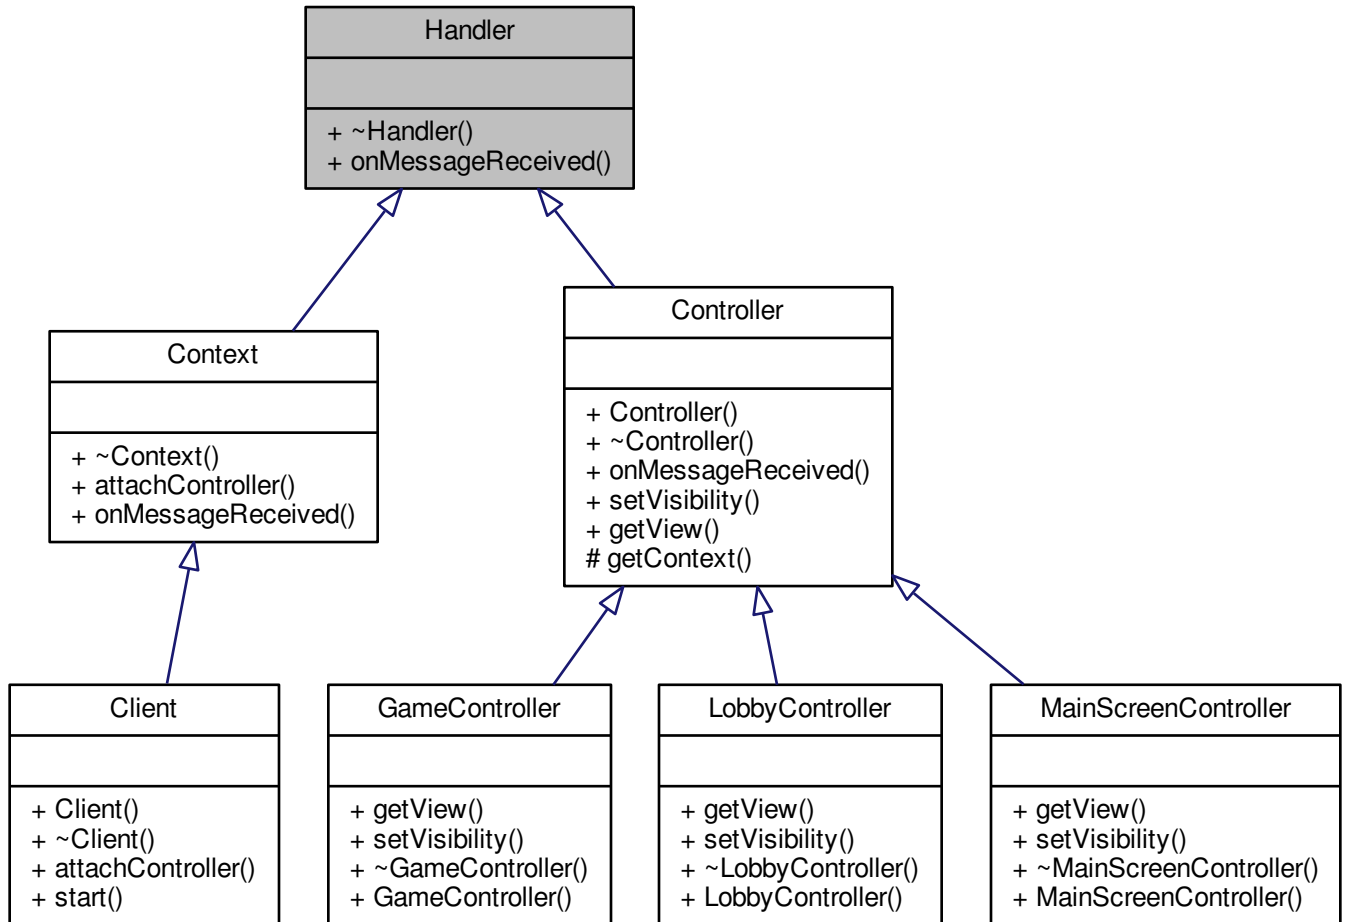 Handler
+ ~Handler()
+ onMessageReceived()
Context
+ ~Context()
+ attachController()
+ onMessageReceived()
Controller
+ Controller()
+ ~Controller()
+ onMessageReceived()
+ setVisibility()
+ getView()
# getContext()
Client
+ Client()
+ ~Client()
+ attachController()
+ start()
GameController
+ getView()
+ setVisibility()
+ ~GameController()
+ GameController()
LobbyController
+ getView()
+ setVisibility()
+ ~LobbyController()
+ LobbyController()
MainScreenController
+ getView()
+ setVisibility()
+ ~MainScreenController()
+ MainScreenController()